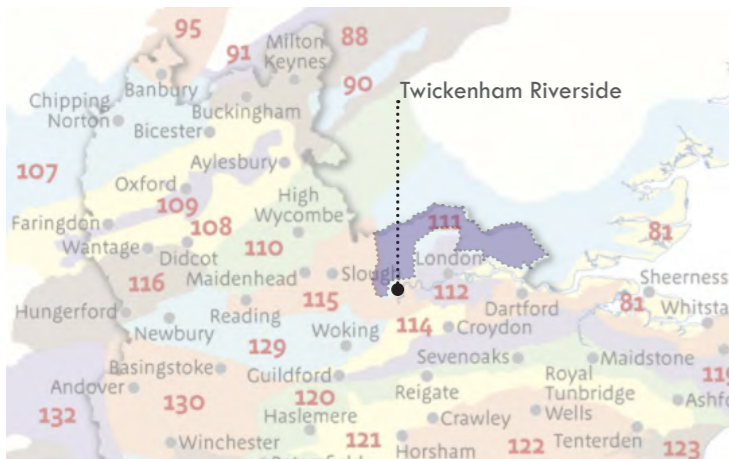 95
88
91
Milton
Keynes
90
Twickenham Riverside
Banbury
Chipping
Norton
Buckingham
Bicester
107
Aylesbury
Oxford
109
High
Wycombe
Faringdon
108
111
81
Wantage
110
Didcot
London
116
Maidenhead
Slough
Sheerness
115
112
Hungerford
Reading
Dartford
81
Whitsta
Newbury
114
Woking
Croydon
129
Basingstoke
Sevenoaks
Maidstone
Andover
Guildford
119
Reigate
Royal
Tunbridge
Wells
Ashfo
130
120
132
Haslemere
Crawley
Winchester
121
Horsham
122
Tenterden
123